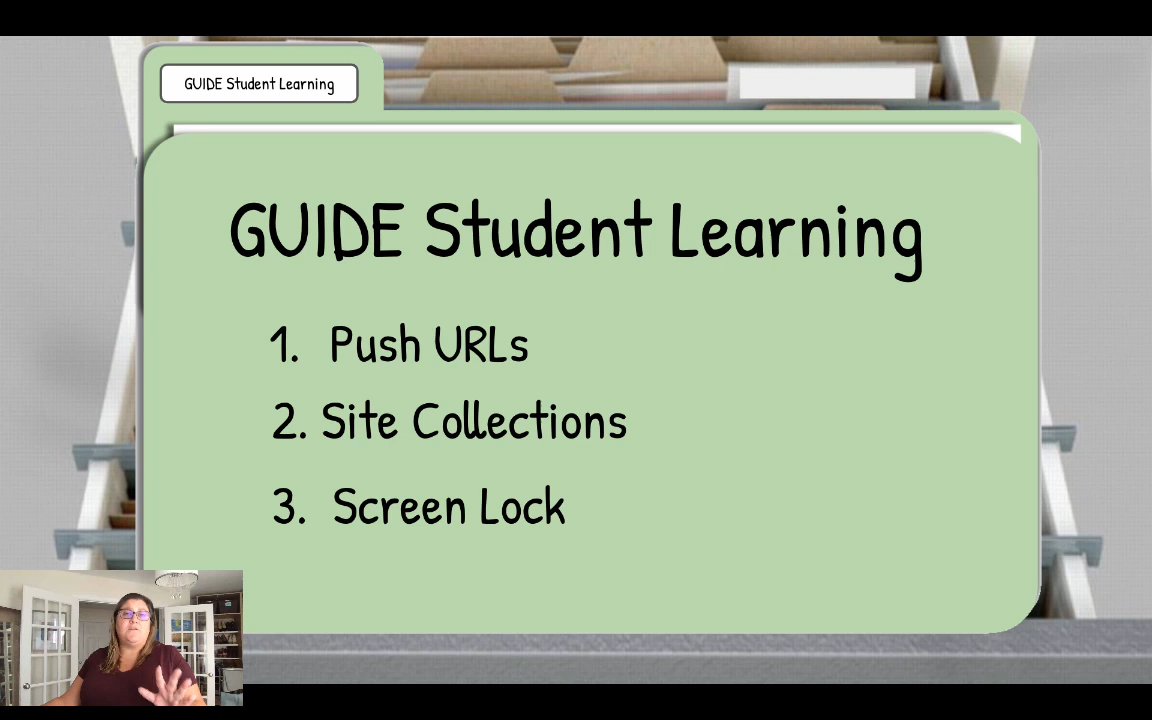 GUIDE Student Learning
GUIDE Student Learning
1. Push URLs
2. Site Collections
3. Screen Lock